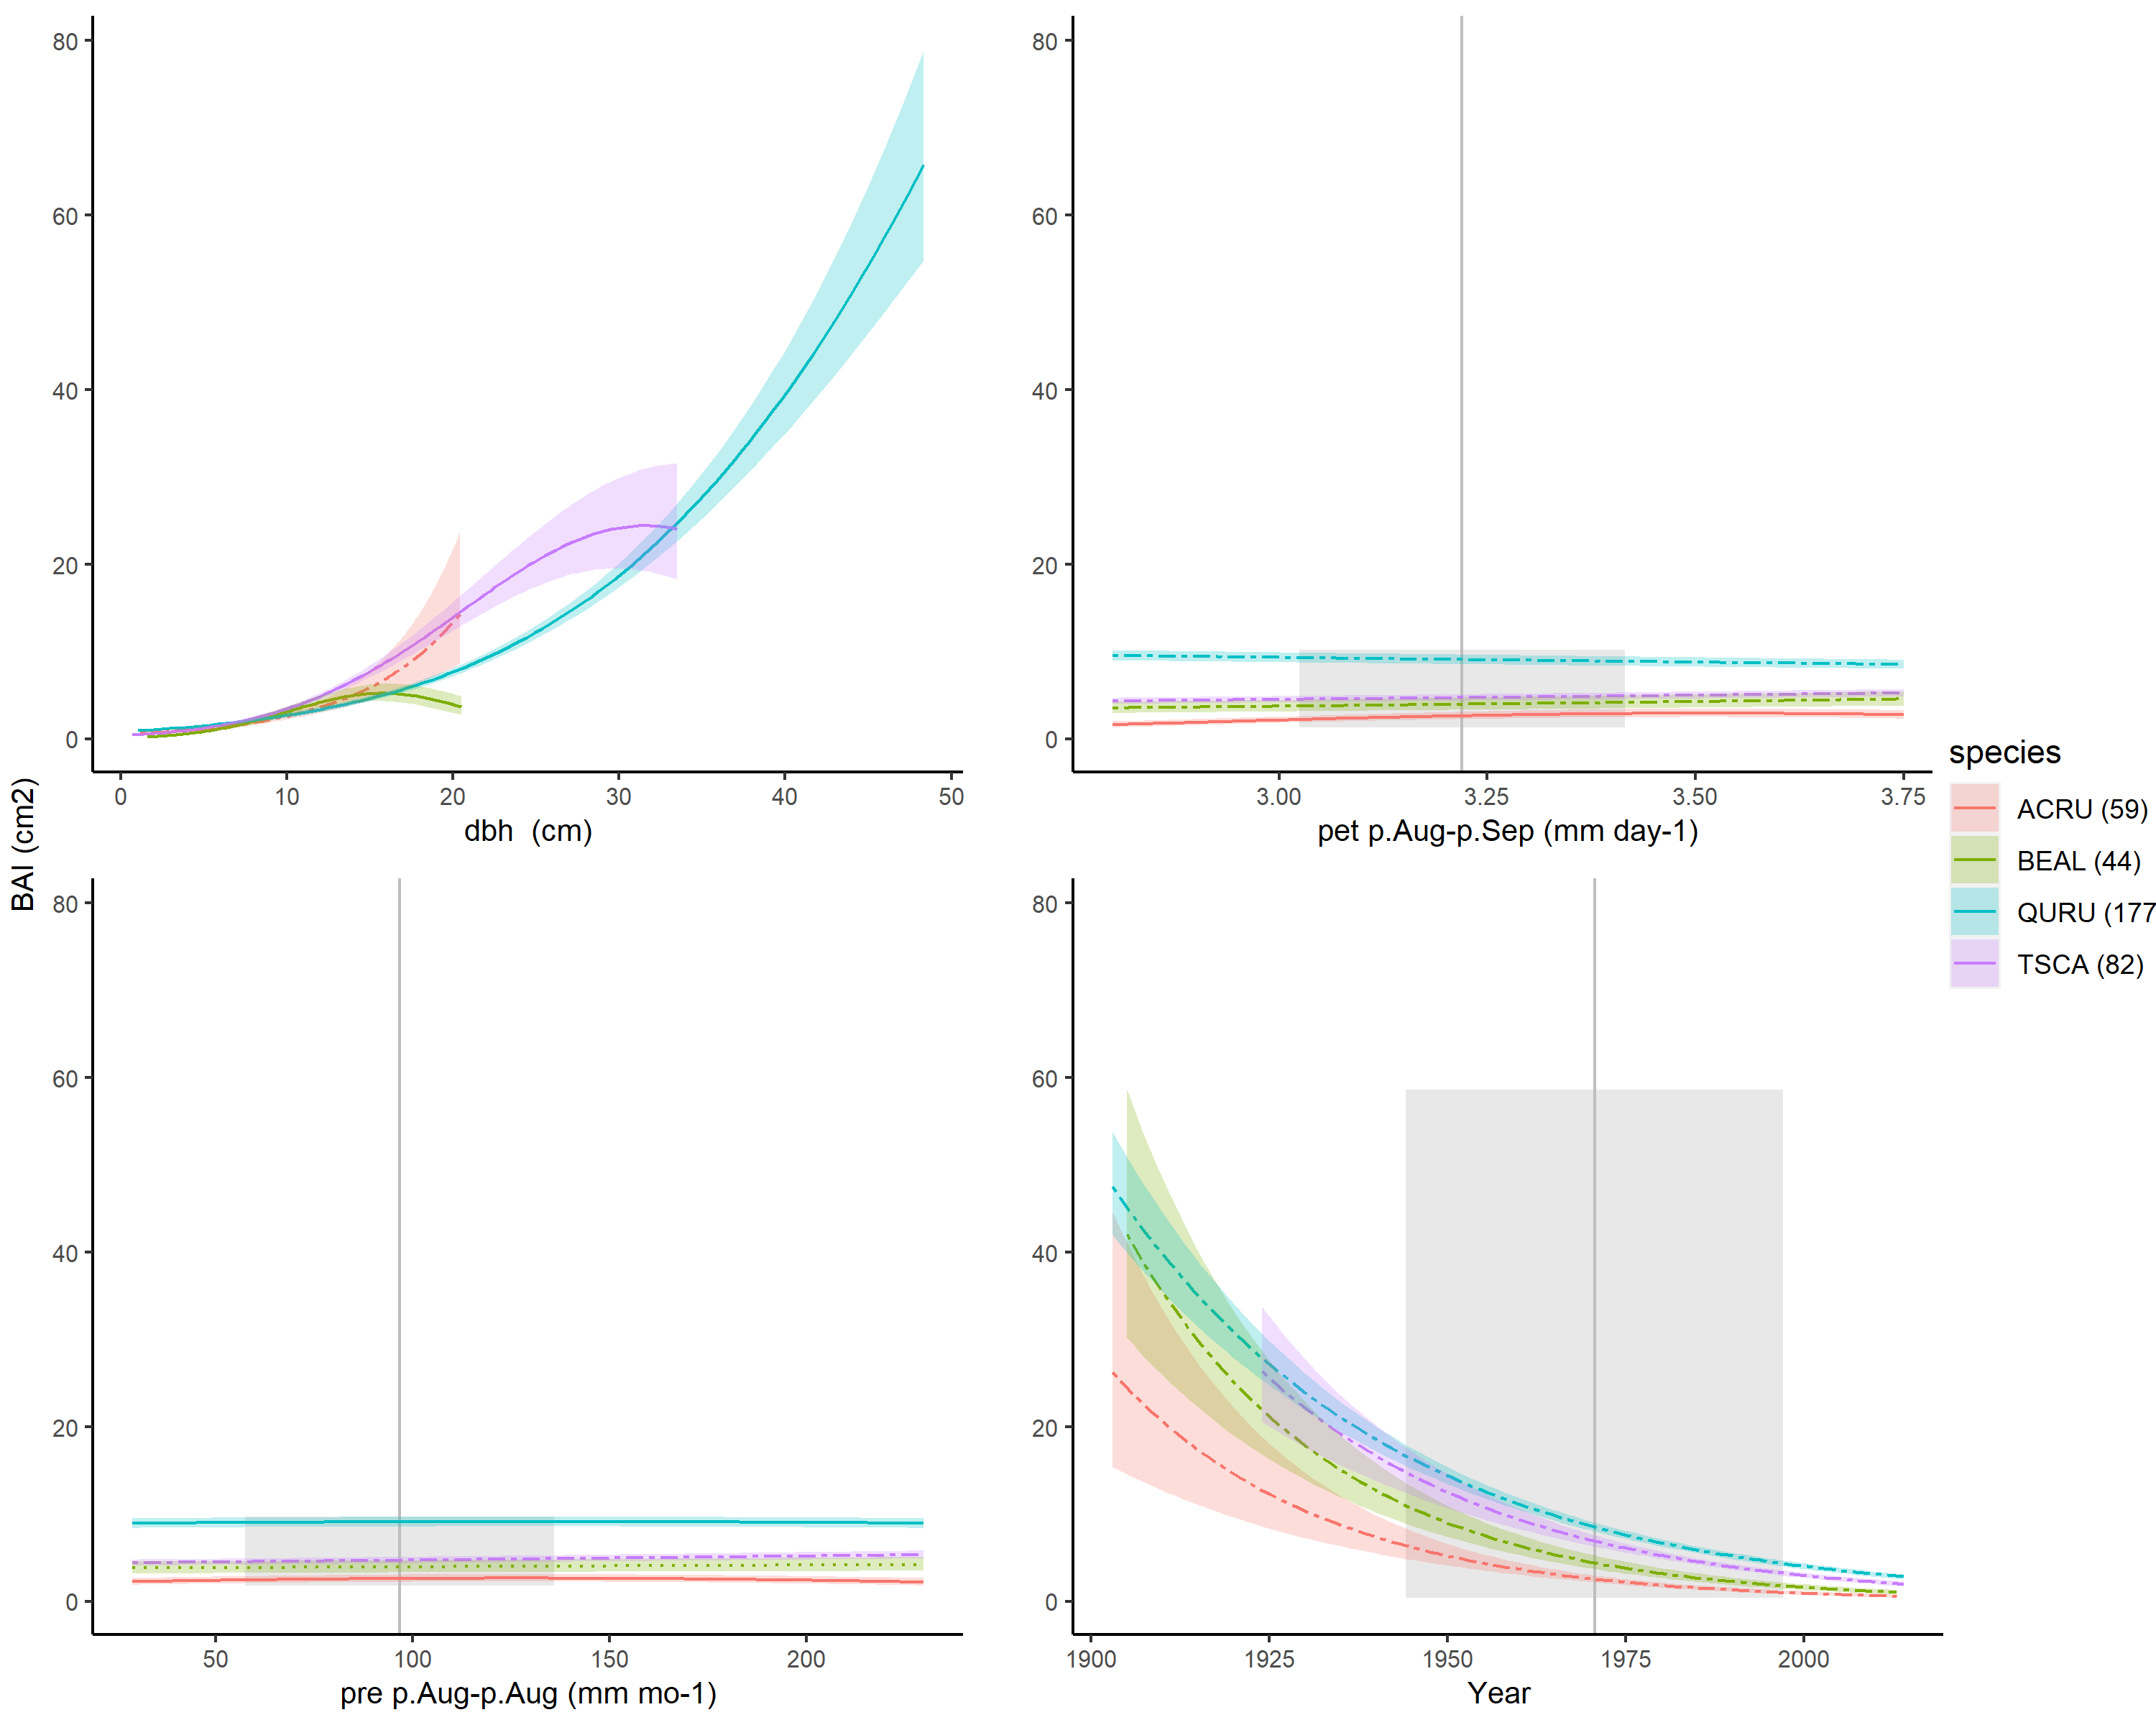 80
60
40
20
0
0 10 20 30 40 50
dbh (cm)
80
60
40
20
0
3.00 3.25 3.50 3.75
pet p.Aug-p.Sep (mm day-1)
BAI (cm2)
80
60
40
20
0
50 100 150 200
pre p.Aug-p.Aug (mm mo-1)
80
60
40
20
0
1900 1925 1950 1975 2000
Year
species
ACRU (59)
BEAL (44)
QURU (177
TSCA (82)